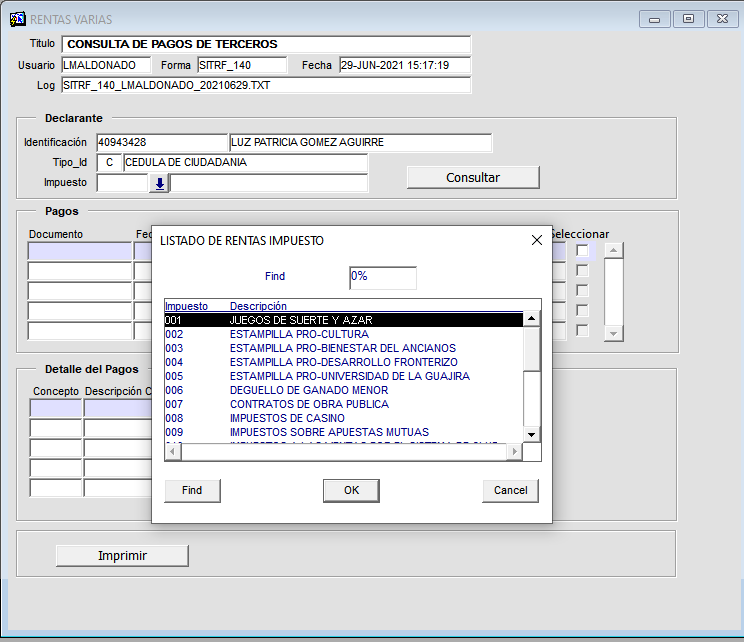 RENTAS VARIAS
Titulo CONSULTA DE PAGOS DE TERCEROS
Usuario LMALDONADO Forma SITRF_140 Fecha 29-JUN-2021 15:17:19
Log SITRF_140_LMALDONADO_20210629.TXT
Declarante
Identificación 40943428 LUZ PATRICIA GOMEZ AGUIRRE
Tipo_Id C CEDULA DE CIUDADANIA
Impuesto Consultar
Pagos
Documento Seleccionar
LISTADO DE RENTAS IMPUESTO
Find 0%
Impuesto Descripción
001 JUEGOS DE SUERTE Y AZAR
002 ESTAMPILLA PRO-CULTURA
003 ESTAMPILLA PRO-BIENESTAR DEL ANCIANOS
004 ESTAMPILLA PRO-DESARROLLO FRONTERIZO
005 ESTAMPILLA PRO-UNIVERSIDAD DE LA GUAJIRA
006 DEGUELLO DE GANADO MENOR
007 CONTRATOS DE OBRA PUBLICA
008 IMPUESTOS DE CASINO
009 IMPUESTOS SOBRE APUESTAS MUTUAS
Find OK Cancel
Detalle del Pagos
Concepto Descripción C
Imprimir